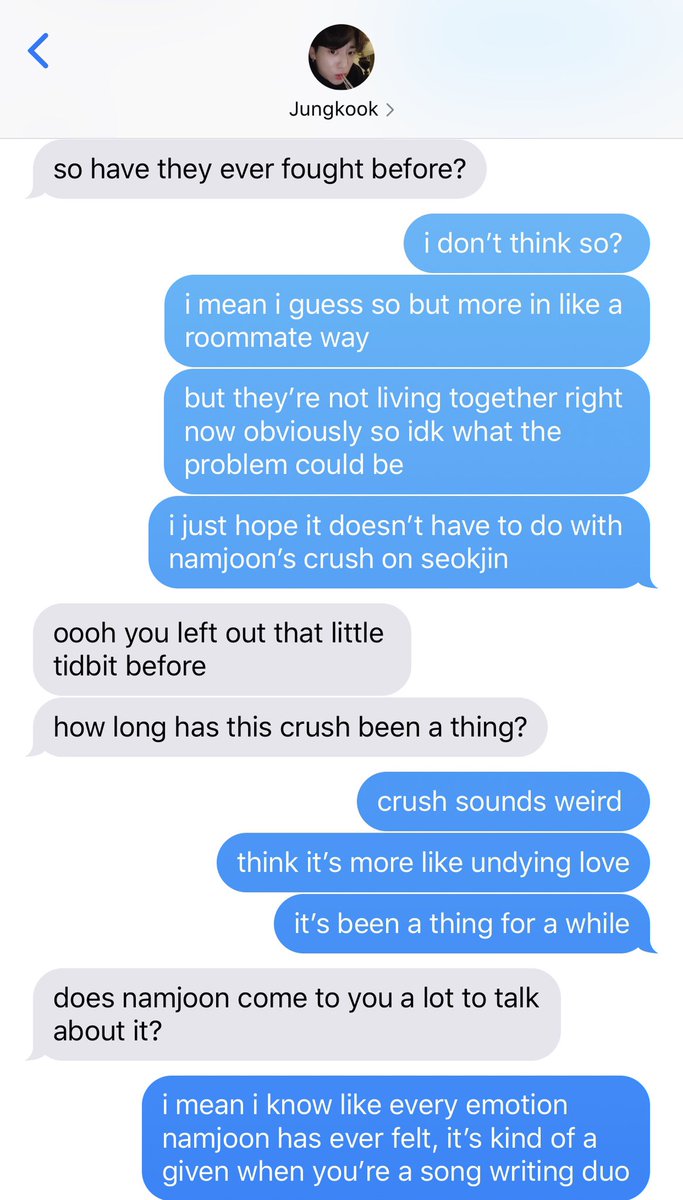 Jungkook
so have they ever fought before?
i don’t think so?
i mean i guess so but more in like a
roommate way
but they’re not living together right
now obviously so idk what the
problem could be
i just hope it doesn’t have to do with
namjoon’s crush on seokjin
oooh you left out that little
tidbit before
how long has this crush been a thing?
crush sounds weird
think it’s more like undying love
it’s been a thing for a while
does namjoon come to you a lot to talk
about it?
i mean i know like every emotion
namjoon has ever felt, it’s kind of a
given when you’re a song writing duo